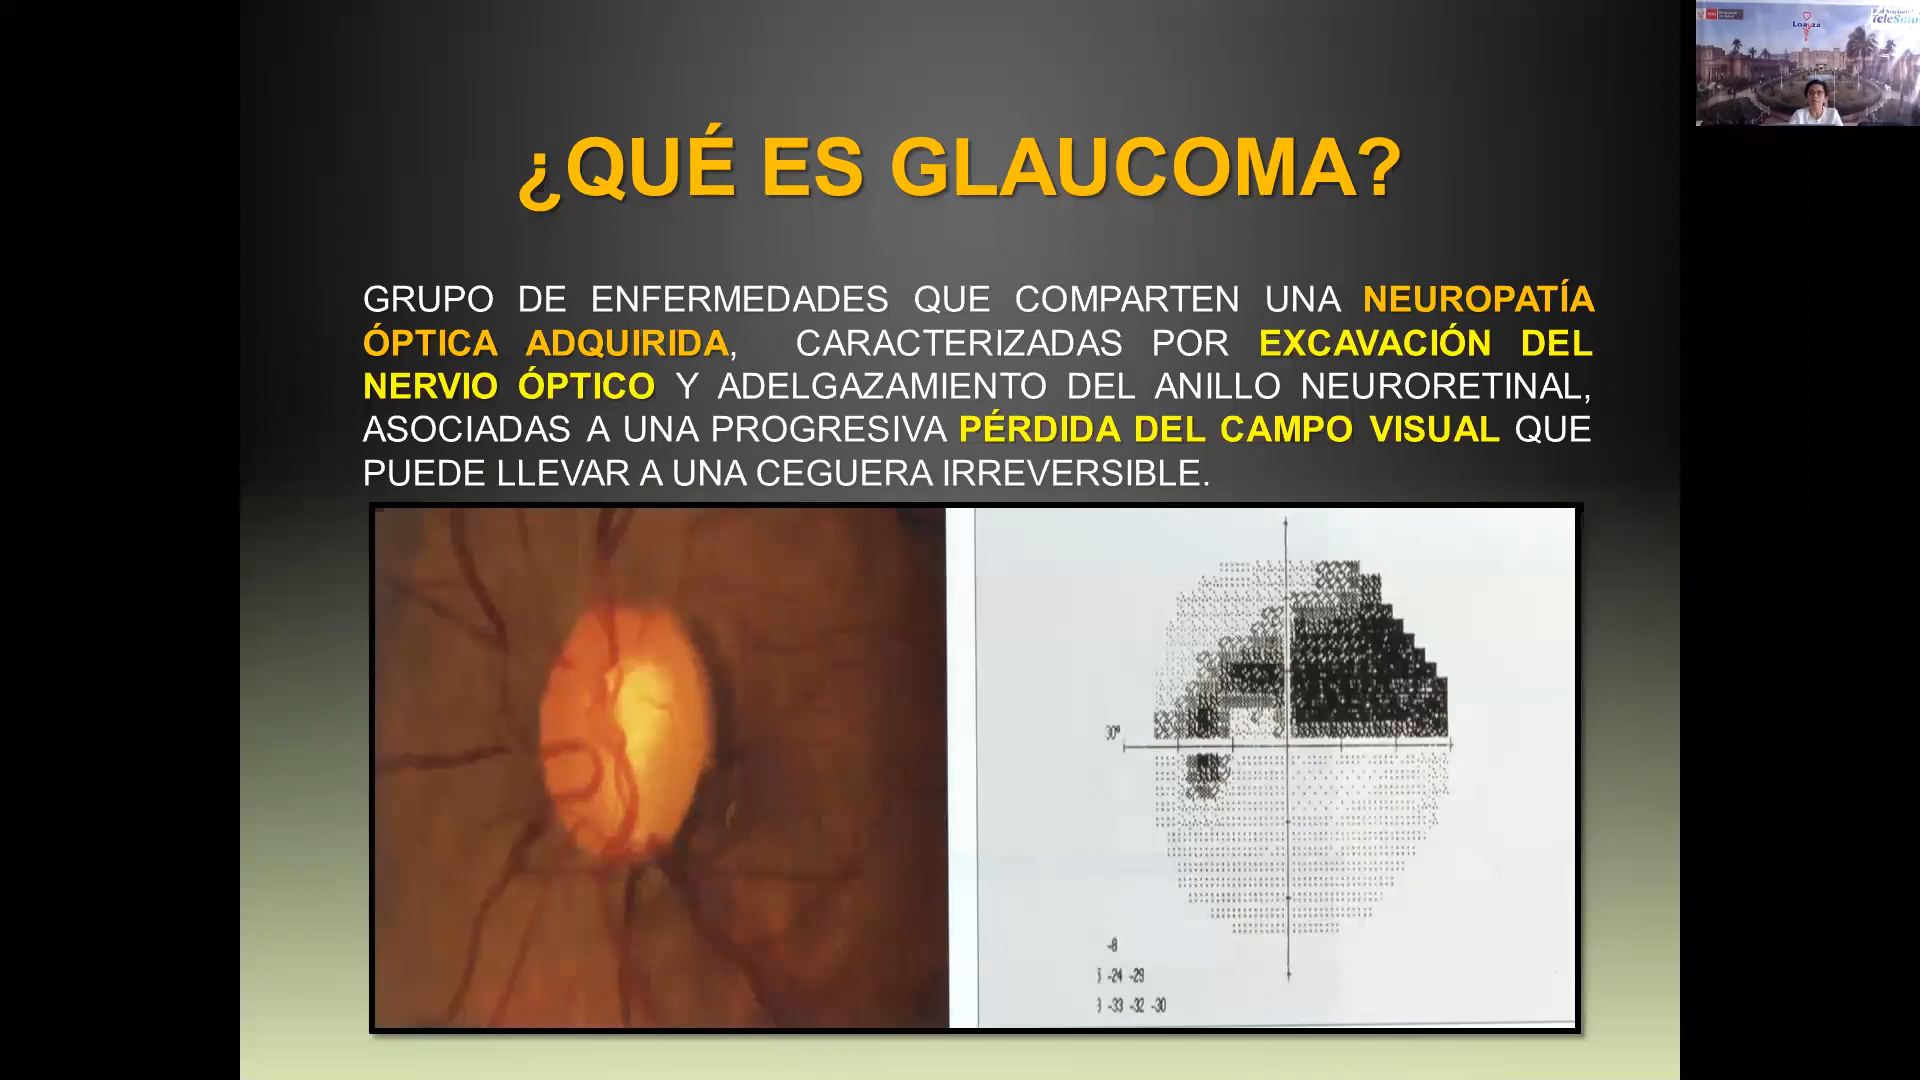 ¿QUÉ ES GLAUCOMA?
GRUPO DE ENFERMEDADES QUE COMPARTEN UNA NEUROPATÍA
ÓPTICA ADQUIRIDA, CARACTERIZADAS POR EXCAVACIÓN DEL
NERVIO ÓPTICO Y ADELGAZAMIENTO DEL ANILLO NEURORETINAL,
ASOCIADAS A UNA PROGRESIVA PÉRDIDA DEL CAMPO VISUAL QUE
PUEDE LLEVAR A UNA CEGUERA IRREVERSIBLE.
30°
-8
-24 -29
-33 -32 -30
Loayza